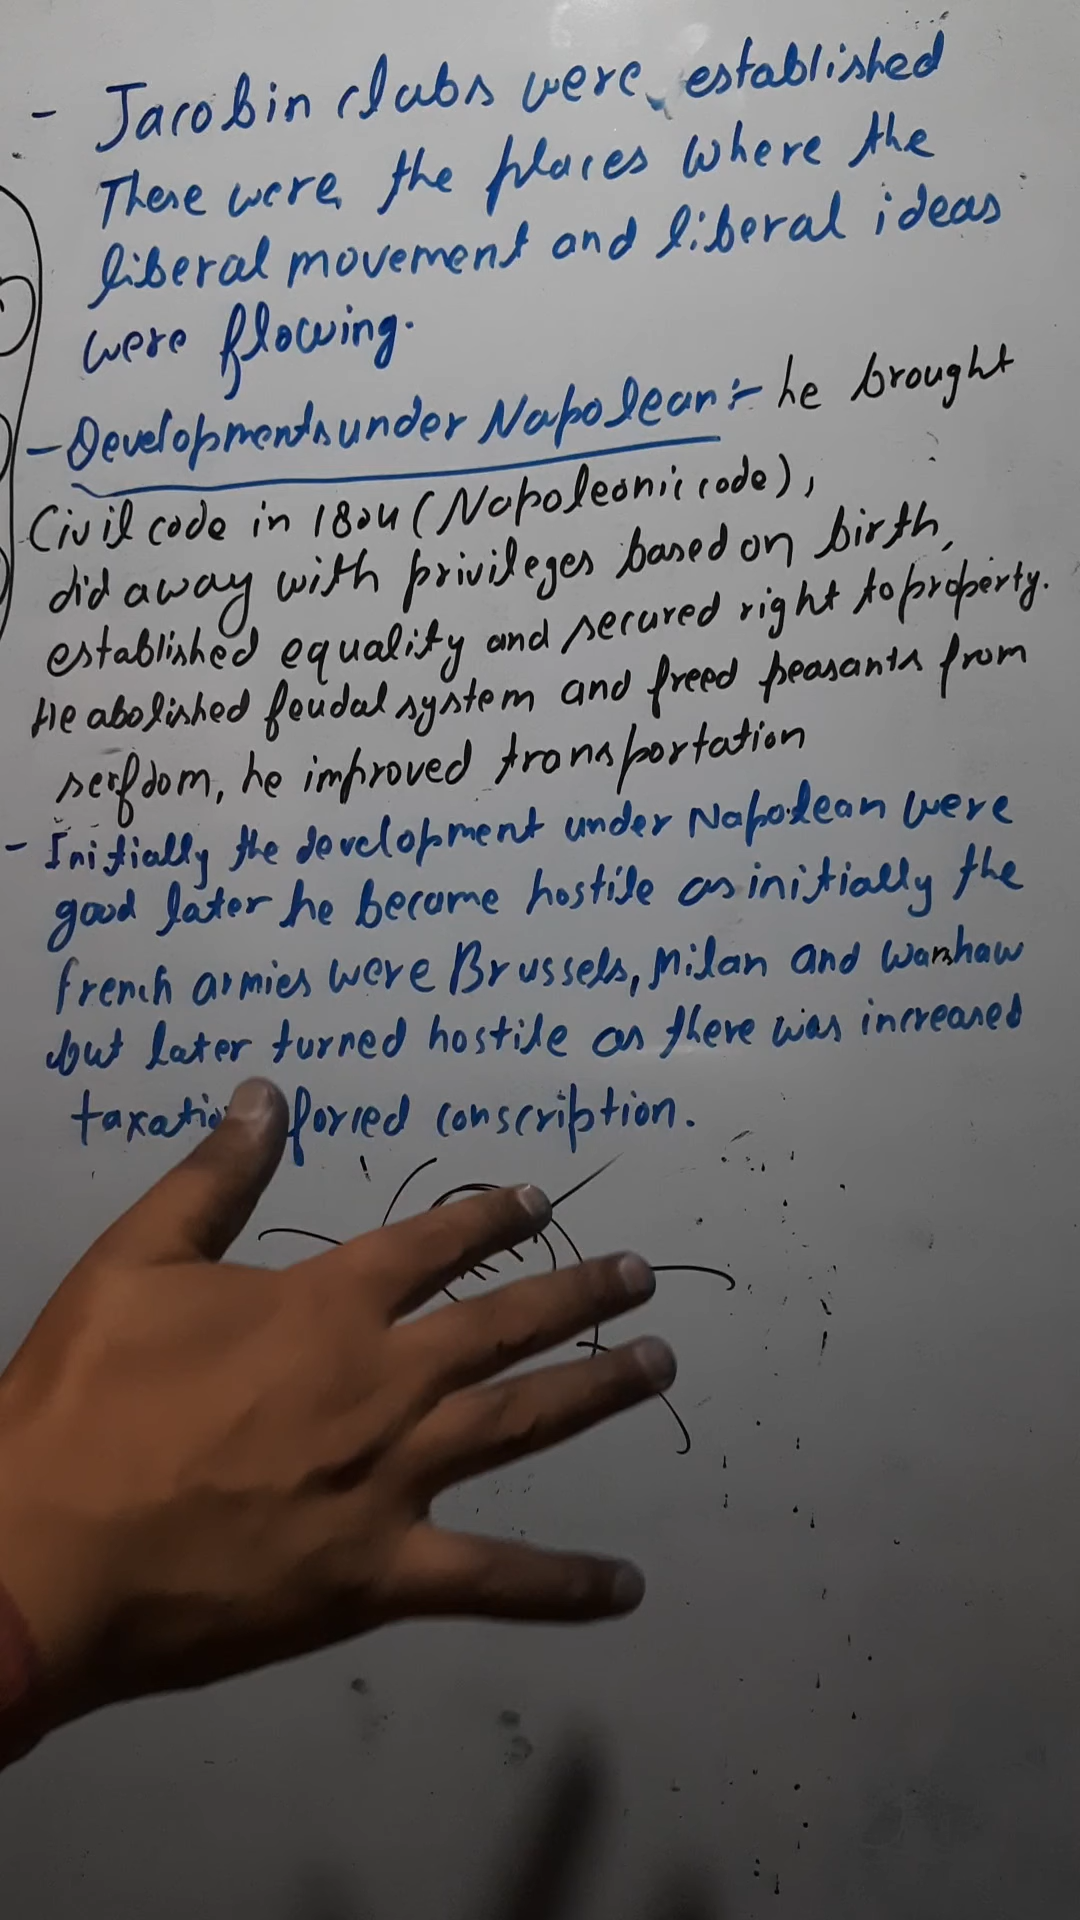 - Jacobin clubs were established
These were the places where the
liberal movement and liberal ideas
were flowing.
- Developments under Napolean :- he brought
Civil code in 1804 (Napoleonic code),
did away with privileges based on birth,
established equality and secured right to property.
He abolished feudal system and freed peasants from
serfdom, he improved transportation
- Initially the development under Napolean were
good later he became hostile as initially the
french armies were Brussels, Milan and Warshaw
but later turned hostile as there was increased
forced conscription.